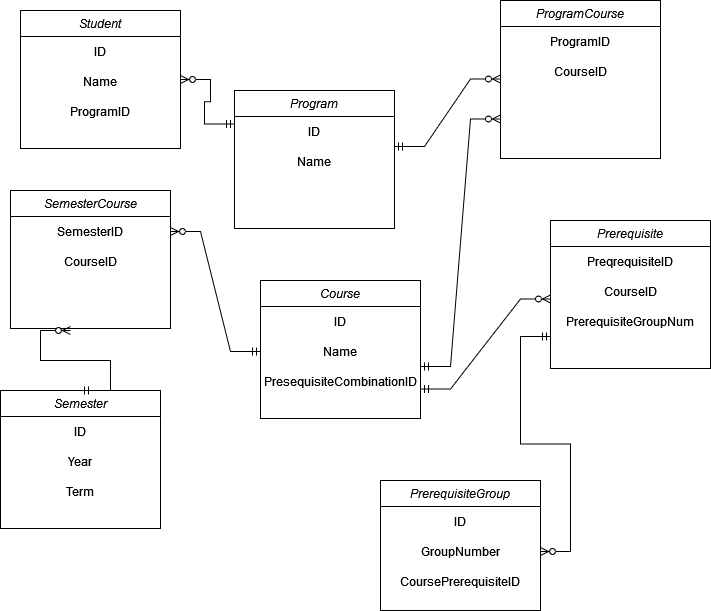 Student
ID
Name
ProgramID
Program
ID
Name
ProgramCourse
ProgramID
CourseID
SemesterCourse
SemesterID
CourseID
Course
ID
Name
PresequisiteCombinationID
Prerequisite
PreqrequisiteID
CourseID
PrerequisiteGroupNum
Semester
ID
Year
Term
PrerequisiteGroup
ID
GroupNumber
CoursePrerequisiteID